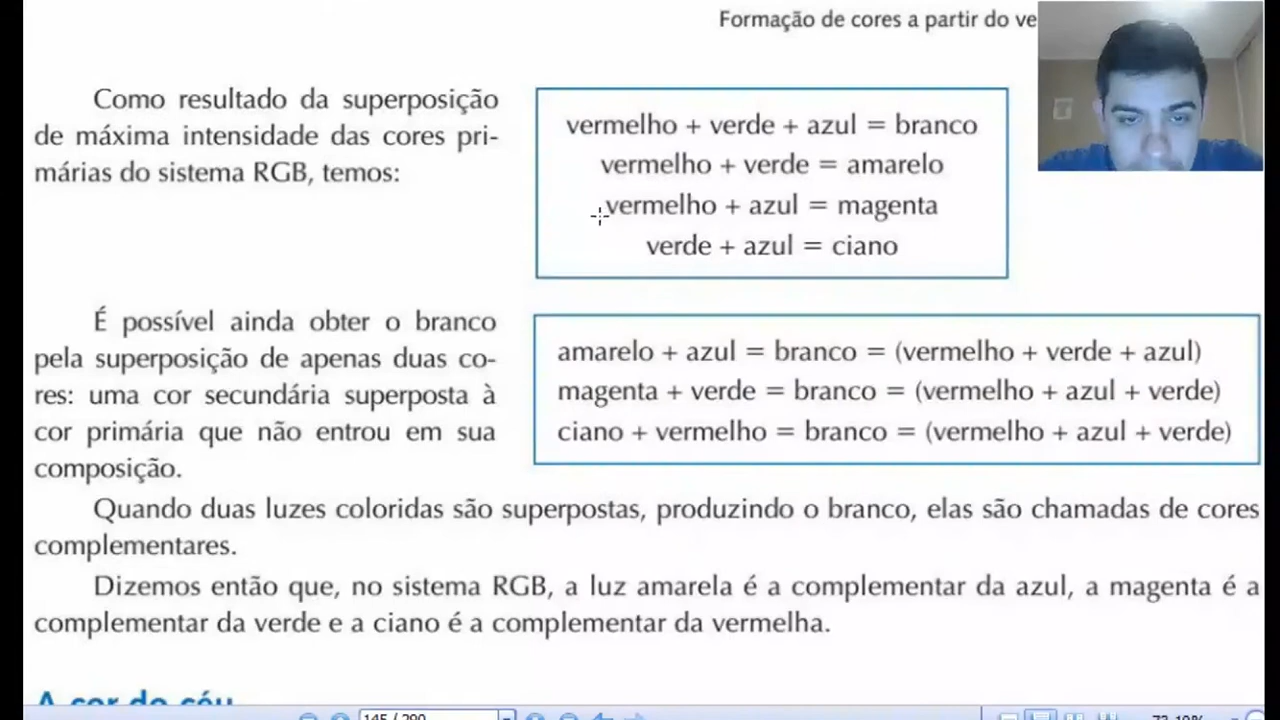 Formação de cores a partir do
Como resultado da superposição
de máxima intensidade das cores pri-
márias do sistema RGB, temos:
vermelho + verde + azul = branco
vermelho + verde = amarelo
vermelho + azul = magenta
verde + azul = ciano
É possível ainda obter o branco
pela superposição de apenas duas co-
res: uma cor secundária superposta à
cor primária que não entrou em sua
composição.
amarelo + azul = branco = (vermelho + verde + azul)
magenta + verde = branco = (vermelho + azul + verde)
ciano + vermelho = branco = (vermelho + azul + verde)
Quando duas luzes coloridas são superpostas, produzindo o branco, elas são chamadas de cores
complementares.
Dizemos então que, no sistema RGB, a luz amarela é a complementar da azul, a magenta é a
complementar da verde e a ciano é a complementar da vermelha.
A cor do céu
145 / 290